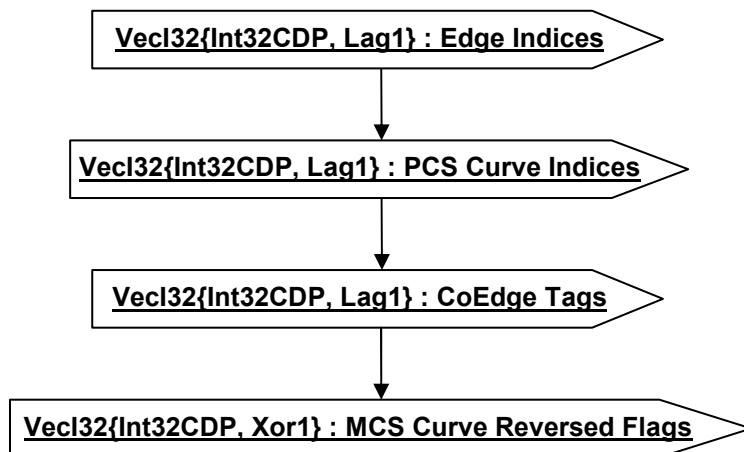 VecI32{Int32CDP, Lag1} : Edge Indices
VecI32{Int32CDP, Lag1} : PCS Curve Indices
VecI32{Int32CDP, Lag1} : CoEdge Tags
VecI32{Int32CDP, Xor1} : MCS Curve Reversed Flags